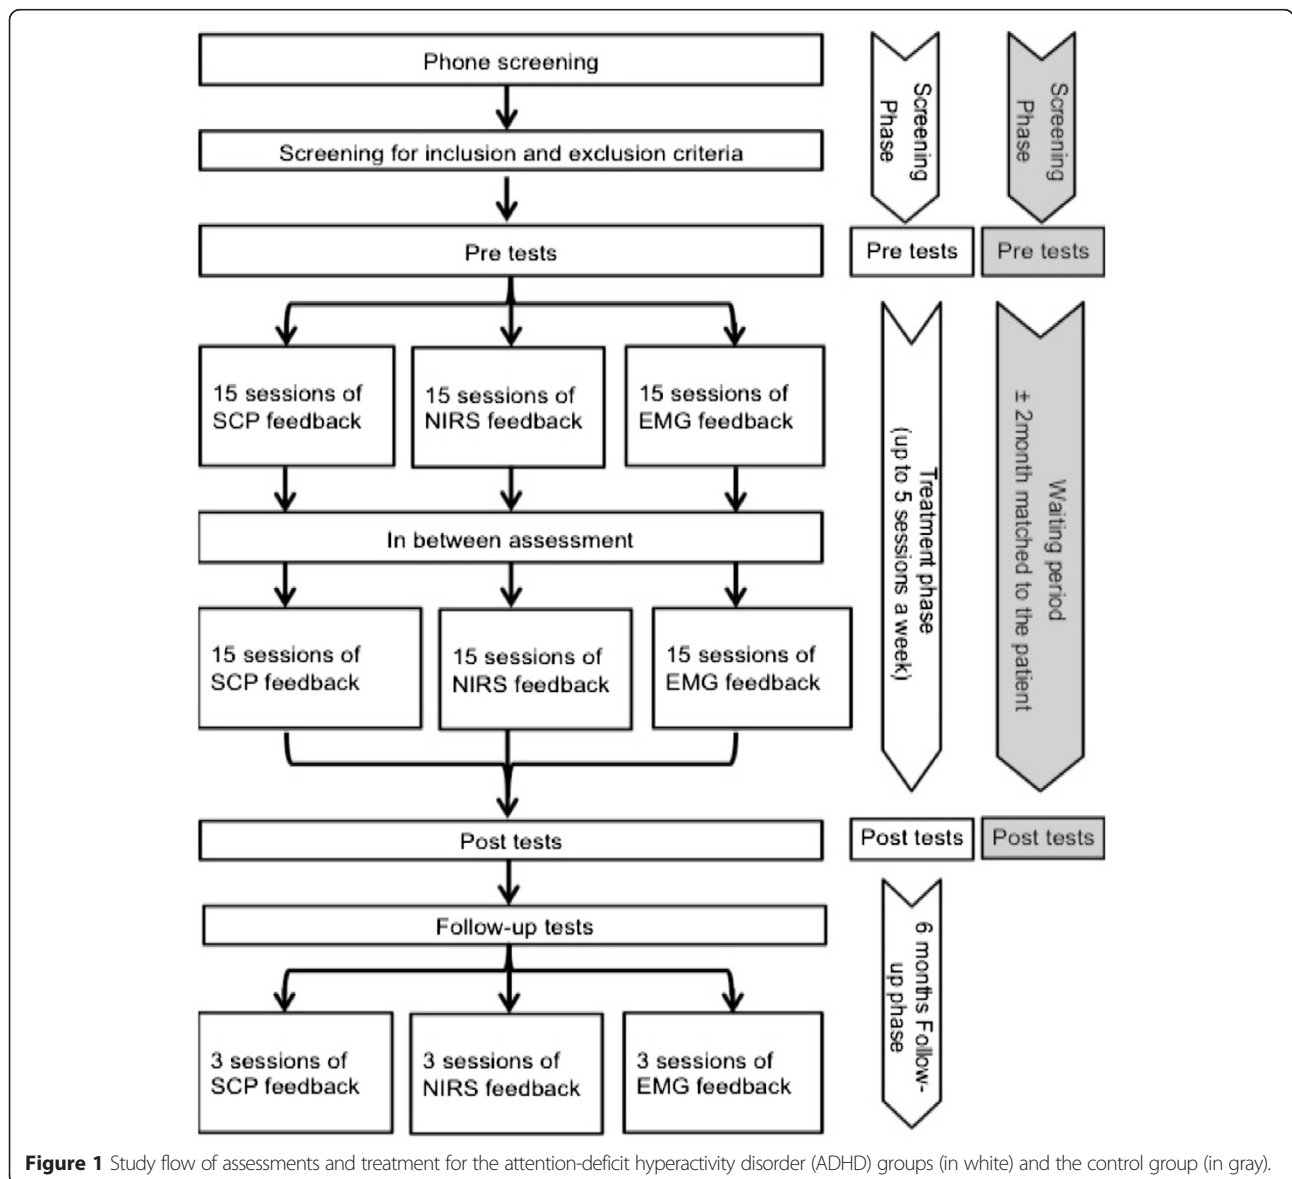 Phone screening
Screening for inclusion and exclusion criteria
Screening
Phase
Screening
Phase
Pre tests
Pre tests
Pre tests
15 sessions of
SCP feedback
15 sessions of
NIRS feedback
15 sessions of
EMG feedback
In between assessment
15 sessions of
SCP feedback
15 sessions of
NIRS feedback
15 sessions of
EMG feedback
Treatment phase
(up to 5 sessions a week)
Waiting period
± 2month matched to the patient
Post tests
Post tests
Post tests
Follow-up tests
3 sessions of
SCP feedback
3 sessions of
NIRS feedback
3 sessions of
EMG feedback
6 months Follow-
up phase
Figure 1 Study flow of assessments and treatment for the attention-deficit hyperactivity disorder (ADHD) groups (in white) and the control group (in gray).